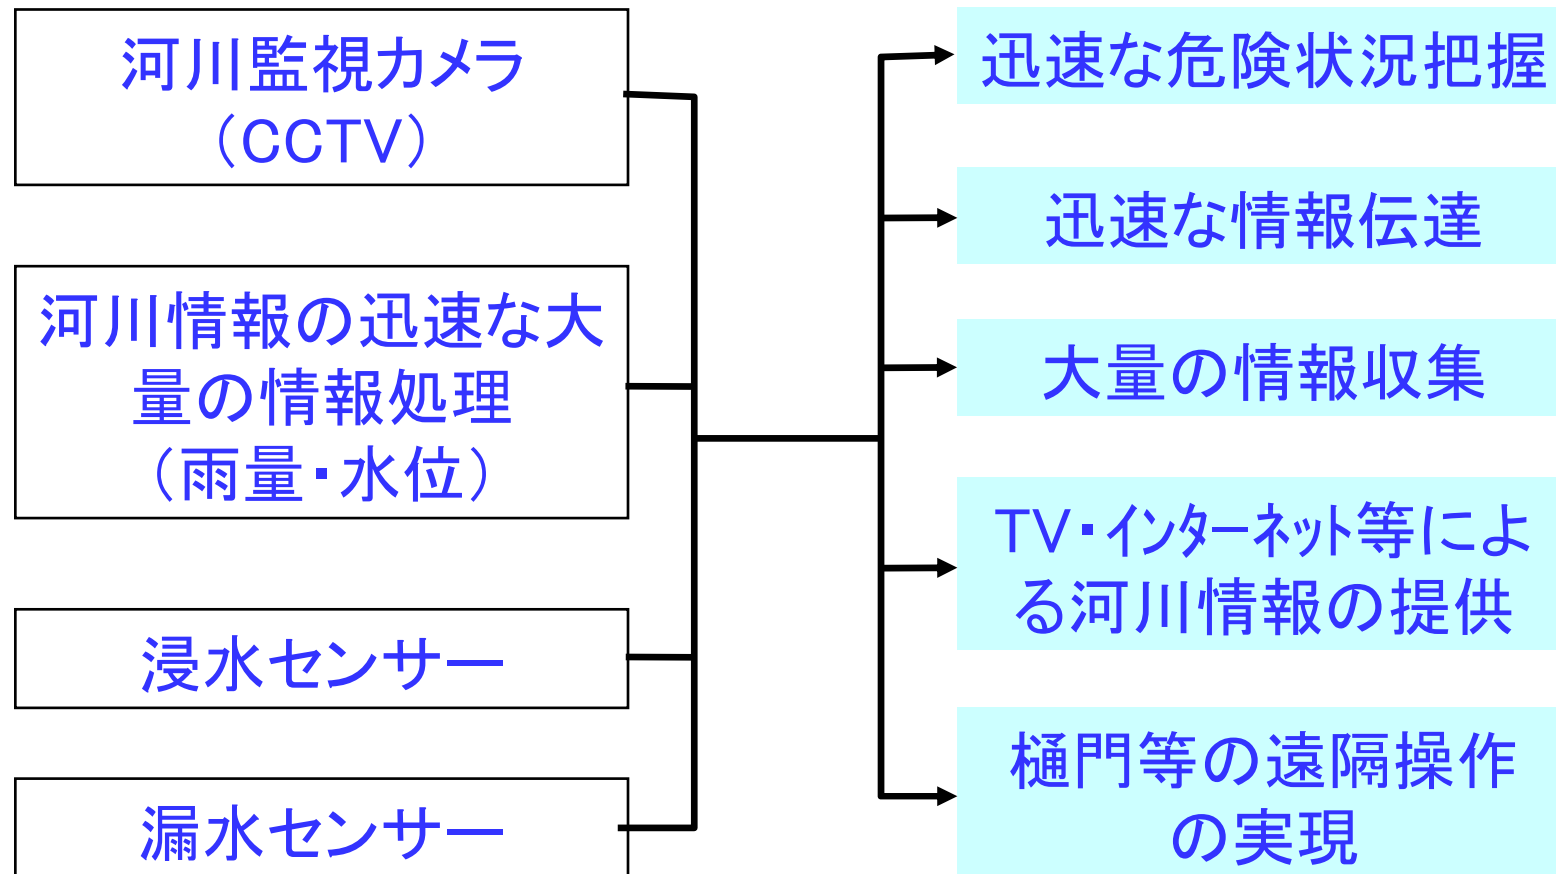 河川監視カメラ
（CCTV）
河川情報の迅速な大
量の情報処理
（雨量・水位）
浸水センサー
漏水センサー
迅速な危険状況把握
迅速な情報伝達
大量の情報収集
TV・インターネット等によ
る河川情報の提供
樋門等の遠隔操作
の実現